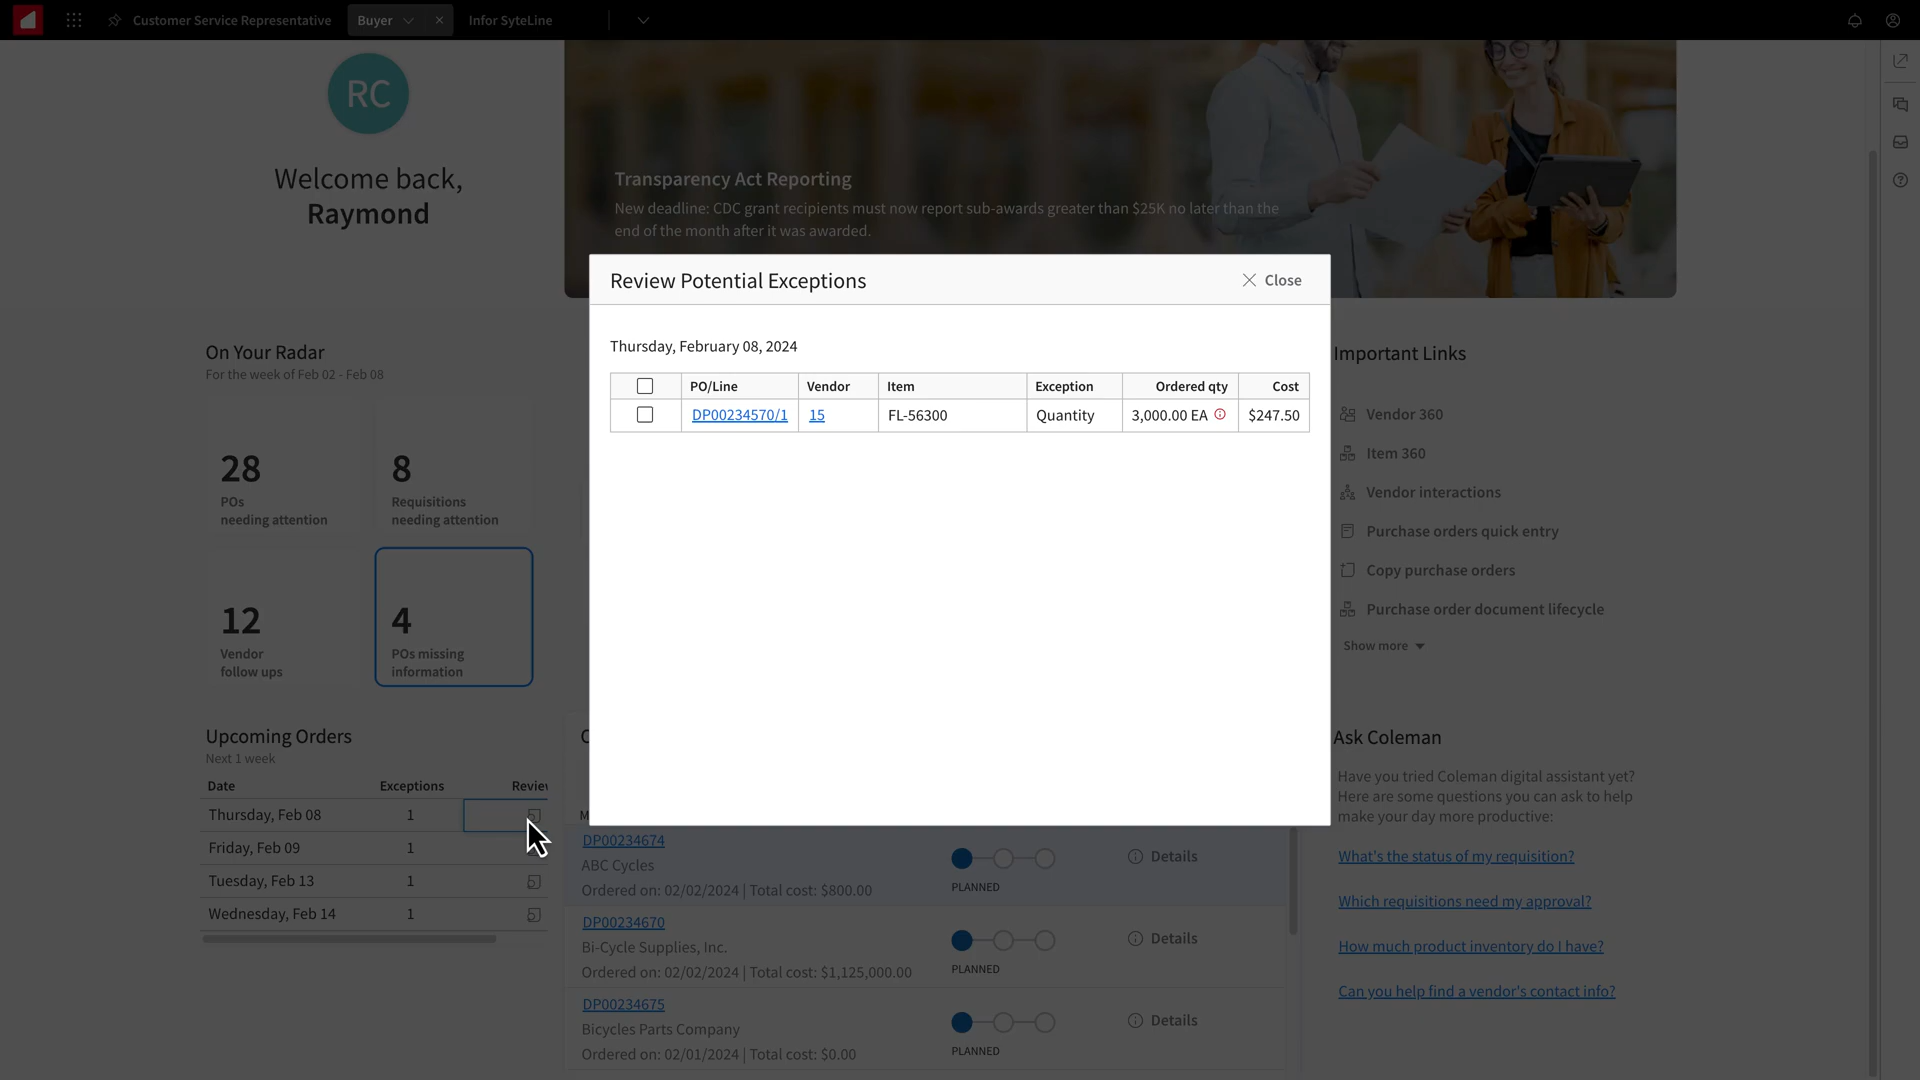 Customer Service Representative
Buyer
Infor SyteLine
RC
Welcome back,
Raymond
Transparency Act Reporting
New deadline: CDC grant recipients must now report sub-awards greater than $25K no later than the
end of the month after it was awarded.
Review Potential Exceptions
Close
Thursday, February 08, 2024
PO/Line Vendor Item Exception Ordered qty Cost
DP00234570/1 15 FL-56300 Quantity 3,000.00 EA $247.50
On Your Radar
For the week of Feb 02 - Feb 08
28
POs
needing attention
8
Requisitions
needing attention
12
Vendor
follow ups
4
POs missing
information
Important Links
Vendor 360
Item 360
Vendor interactions
Purchase orders quick entry
Copy purchase orders
Purchase order document lifecycle
Show more
Upcoming Orders
Next 1 week
Date Exceptions Review
Thursday, Feb 08 1
Friday, Feb 09 1
Tuesday, Feb 13 1
Wednesday, Feb 14 1
DP00234674
ABC Cycles
Ordered on: 02/02/2024 | Total cost: $800.00
PLANNED
Details
DP00234670
Bi-Cycle Supplies, Inc.
Ordered on: 02/02/2024 | Total cost: $1,125,000.00
PLANNED
Details
DP00234675
Bicycles Parts Company
Ordered on: 02/01/2024 | Total cost: $0.00
PLANNED
Details
Ask Coleman
Have you tried Coleman digital assistant yet?
Here are some questions you can ask to help
make your day more productive:
What's the status of my requisition?
Which requisitions need my approval?
How much product inventory do I have?
Can you help find a vendor's contact info?